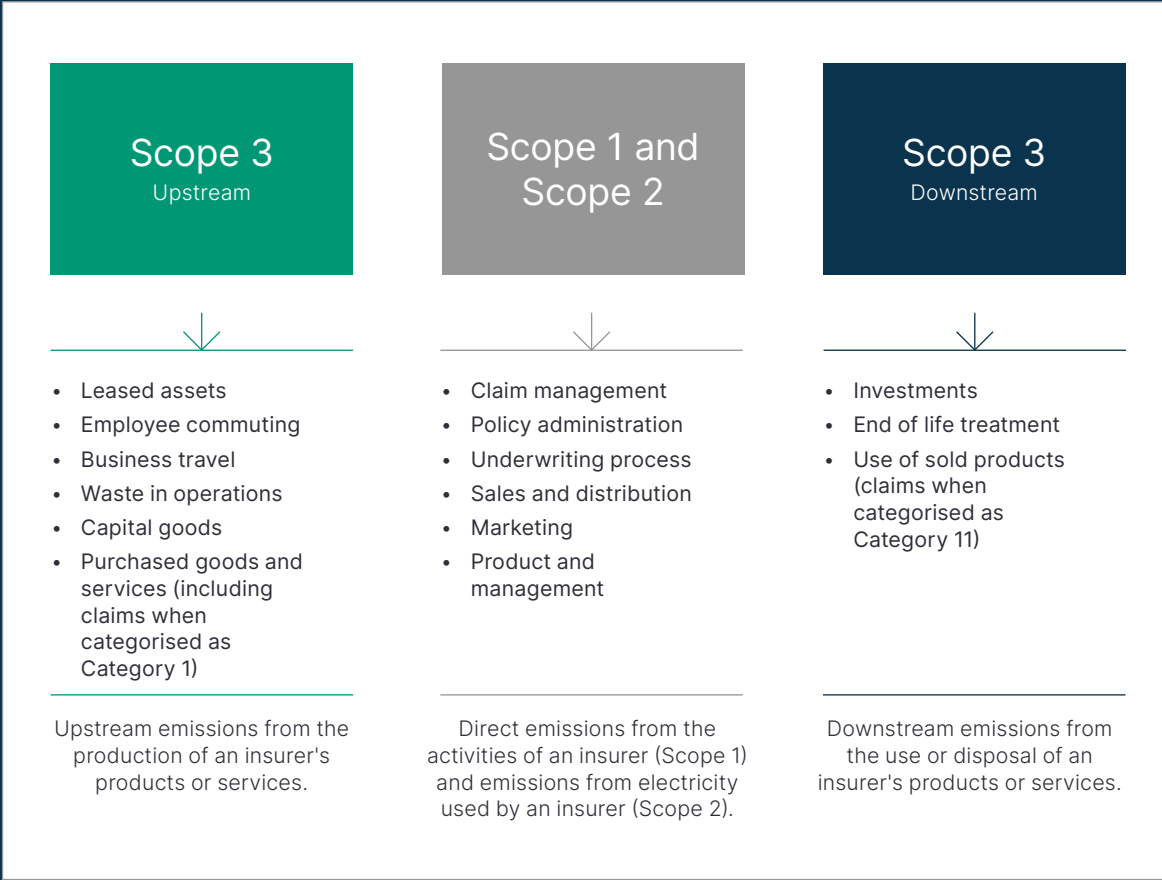 Scope 3
Upstream
• Leased assets
• Employee commuting
• Business travel
• Waste in operations
• Capital goods
• Purchased goods and
services (including
claims when
categorised as
Category 1)
Upstream emissions from the
production of an insurer's
products or services.
Scope 1 and
Scope 2
• Claim management
• Policy administration
• Underwriting process
• Sales and distribution
• Marketing
• Product and
management
Direct emissions from the
activities of an insurer (Scope 1)
and emissions from electricity
used by an insurer (Scope 2).
Scope 3
Downstream
• Investments
• End of life treatment
• Use of sold products
(claims when
categorised as
Category 11)
Downstream emissions from
the use or disposal of an
insurer's products or services.